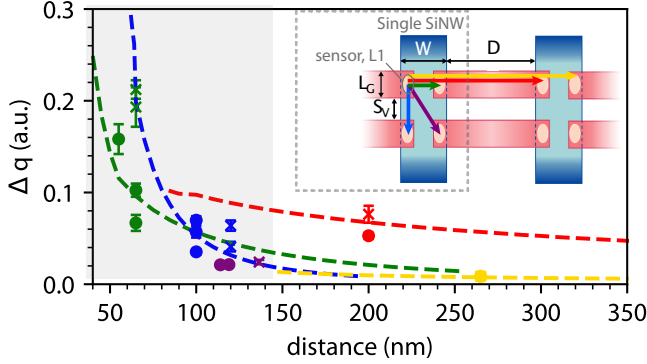 0.3
0.2
0.1
0.0
Δ q (a.u.)
50
100
150
200
250
300
350
distance (nm)
Single SiNW
sensor, L1
W
D
L_G
S_V